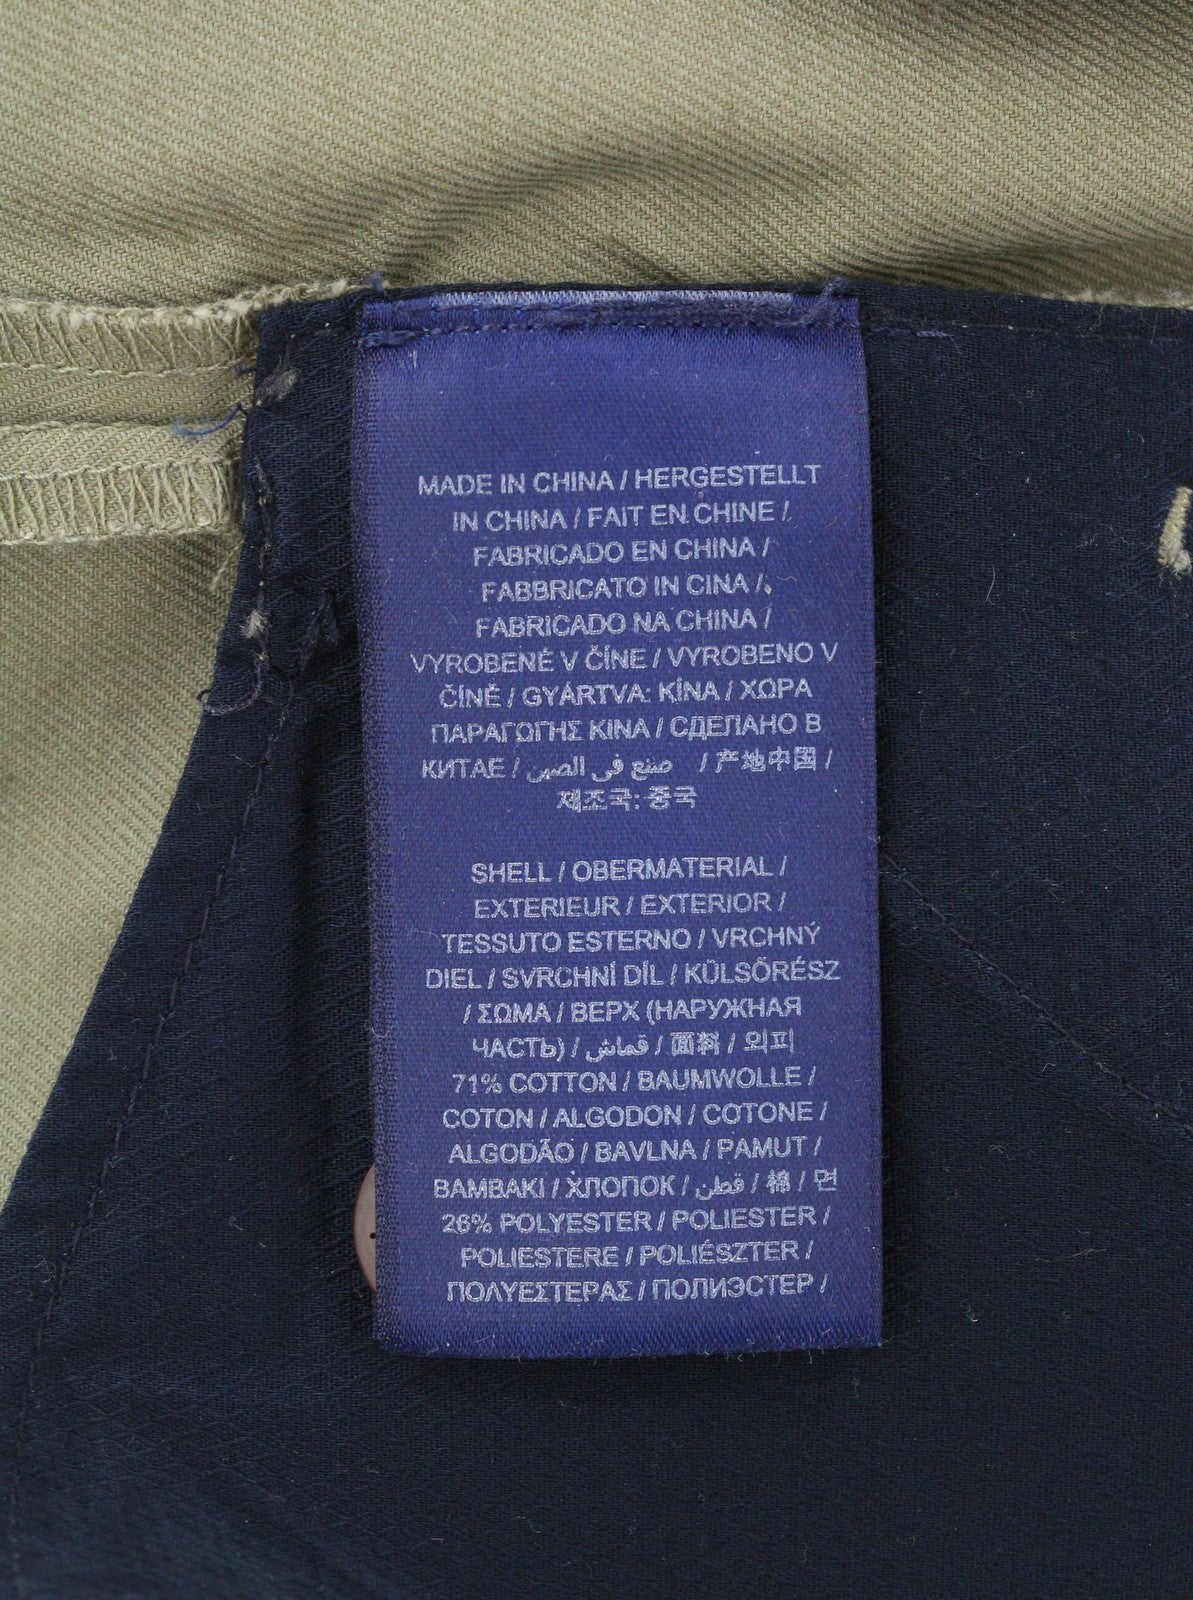 MADE IN CHINA / HERGESTELLT
IN CHINA / FAIT EN CHINE /
FABRICADO EN CHINA /
FABBRICATO IN CINA /
FABRICADO NA CHINA /
VYROBENÉ V ČÍNE / VYROBENO V
ČÍNĚ / GYÁRTVA: KÍNA / ΧΩΡΑ
ΠΑΡΑΓΩΓΗΣ ΚΙΝΑ / СДЕЛАНО В
КИТАЕ / صنع في الصين / 产地中国 /
제조국: 중국
SHELL / OBERMATERIAL /
EXTERIEUR / EXTERIOR /
TESSUTO ESTERNO / VRCHNÝ
DIEL / SVRCHNÍ DÍL / KÜLSŐRÉSZ
/ ΣΩΜΑ / ВЕРХ (НАРУЖНАЯ
ЧАСТЬ) / قماش / 面料 / 외피
71% COTTON / BAUMWOLLE /
COTON / ALGODON / COTONE /
ALGODÃO / BAVLNA / PAMUT /
ΒΑΜΒΑΚΙ / ХЛОПОК / قطن / 棉 / 면
26% POLYESTER / POLIESTER /
POLIESTERE / POLIÉSZTER /
ΠΟΛΥΕΣΤΕΡΑΣ / ПОЛИЭСТЕР /